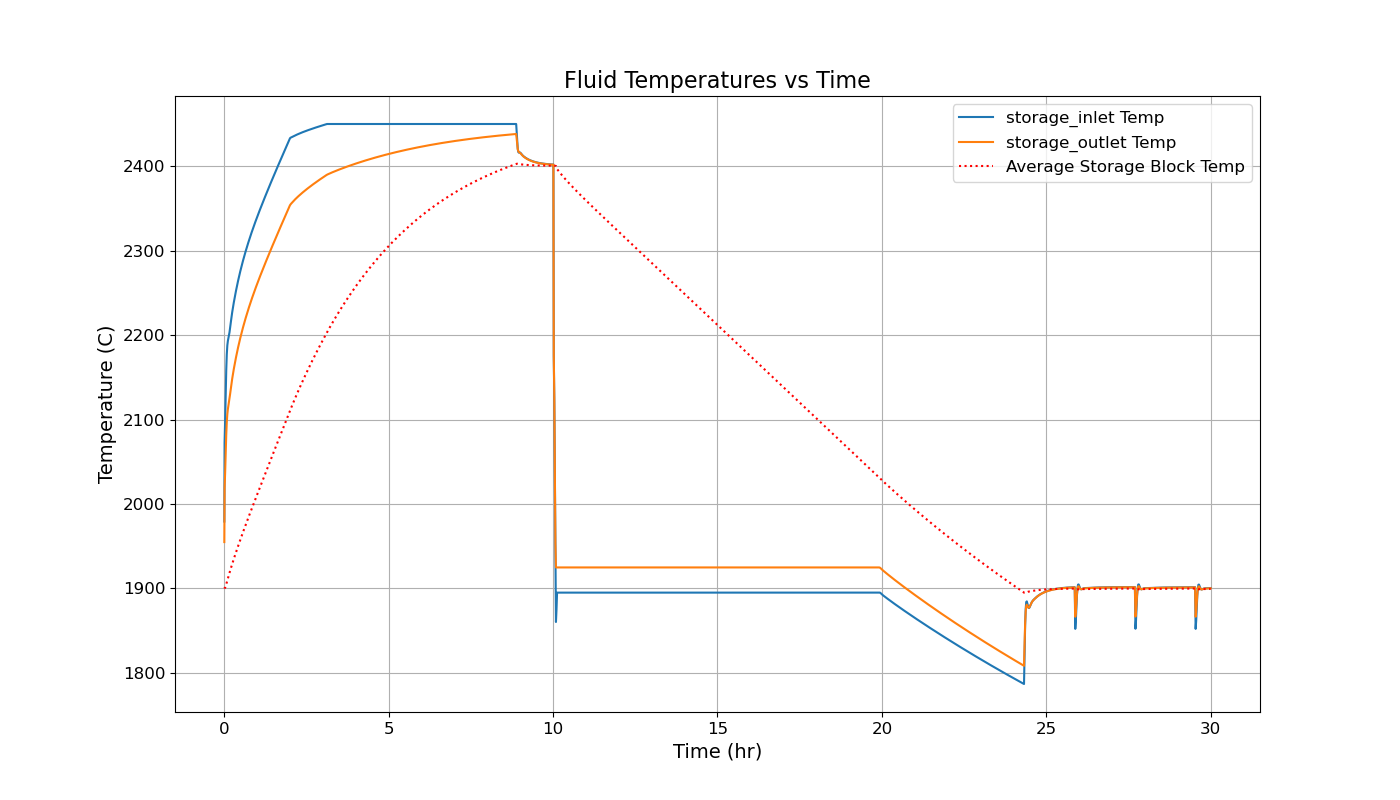 Fluid Temperatures vs Time
storage_inlet Temp
storage_outlet Temp
Average Storage Block Temp
Temperature (C)
2400
2300
2200
2100
2000
1900
1800
0 5 10 15 20 25 30
Time (hr)